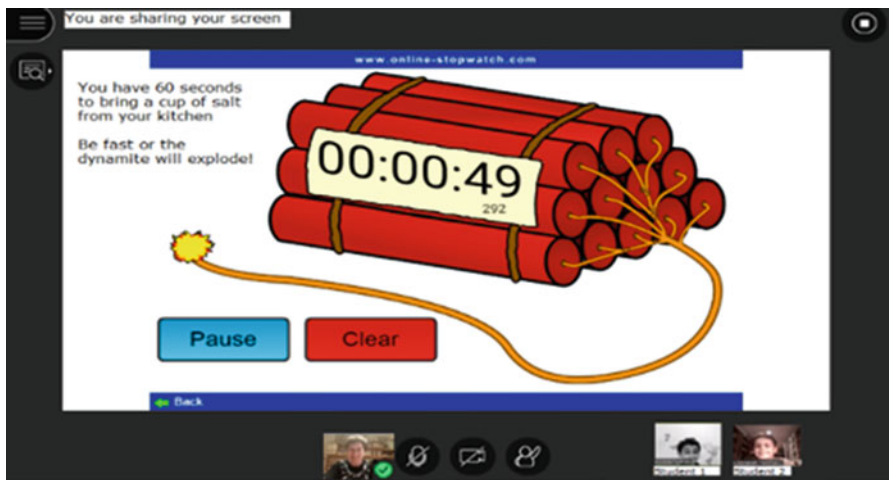 You are sharing your screen
www.online-stopwatch.com
You have 60 seconds
to bring a cup of salt
from your kitchen
Be fast or the
dynamite will explode!
00:00:49
292
Pause
Clear
Back
Student 1
Student 2